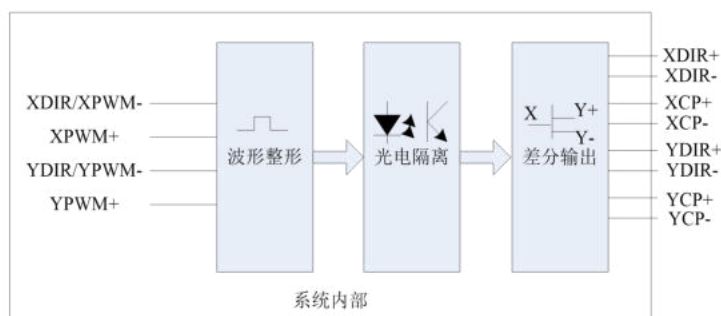 XDIR/XPWM-
XPWM+
YDIR/YPWM-
YPWM+
波形整形
光电隔离
X
Y+
Y-
差分输出
XDIR+
XDIR-
XCP+
XCP-
YDIR+
YDIR-
YCP+
YCP-
系统内部